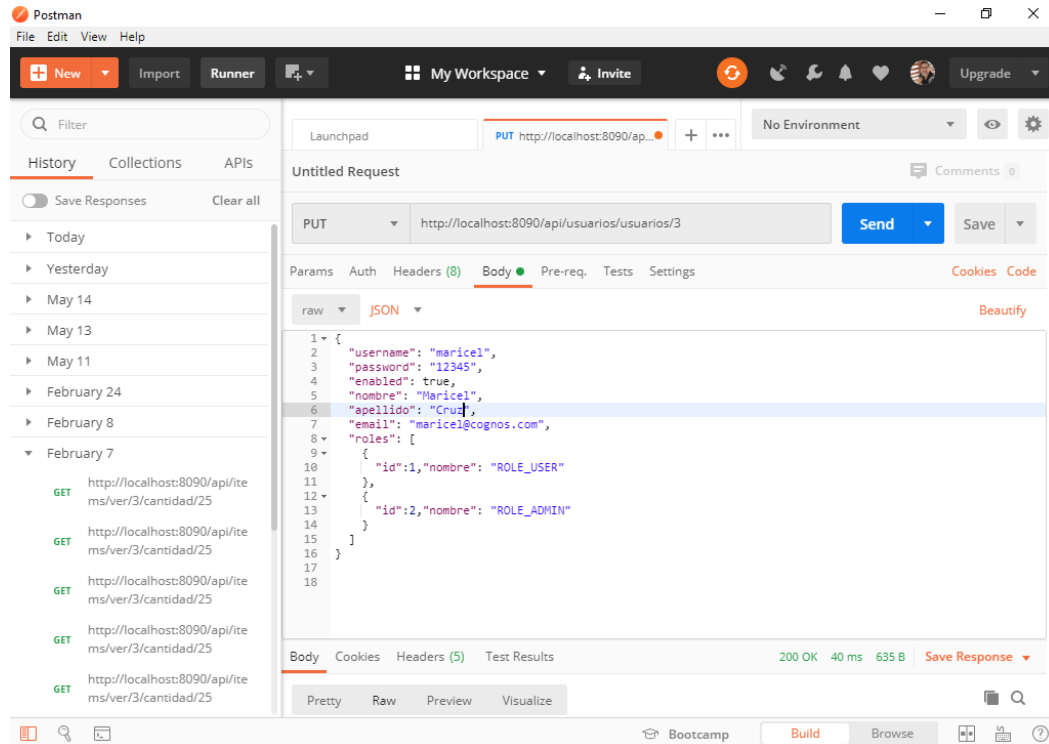 Postman
File Edit View Help
New Import Runner My Workspace Invite Upgrade
Filter
History Collections APIs
Save Responses Clear all
Today
Yesterday
May 14
May 13
May 11
February 24
February 8
February 7
GET http://localhost:8090/api/ite
ms/ver/3/cantidad/25
GET http://localhost:8090/api/ite
ms/ver/3/cantidad/25
GET http://localhost:8090/api/ite
ms/ver/3/cantidad/25
GET http://localhost:8090/api/ite
ms/ver/3/cantidad/25
GET http://localhost:8090/api/ite
ms/ver/3/cantidad/25
Launchpad PUT http://localhost:8090/ap... No Environment
Untitled Request Comments 0
PUT http://localhost:8090/api/usuarios/usuarios/3 Send Save
Params Auth Headers (8) Body Pre-req. Tests Settings Cookies Code
raw JSON Beautify
1 {
2 "username": "maricel",
3 "password": "12345",
4 "enabled": true,
5 "nombre": "Maricel",
6 "apellido": "Cruz",
7 "email": "maricel@cognos.com",
8 "roles": [
9 {
10 "id":1,"nombre": "ROLE_USER"
11 },
12 {
13 "id":2,"nombre": "ROLE_ADMIN"
14 }
15 ]
16 }
17
18
Body Cookies Headers (5) Test Results 200 OK 40 ms 635 B Save Response
Pretty Raw Preview Visualize
Bootcamp Build Browse